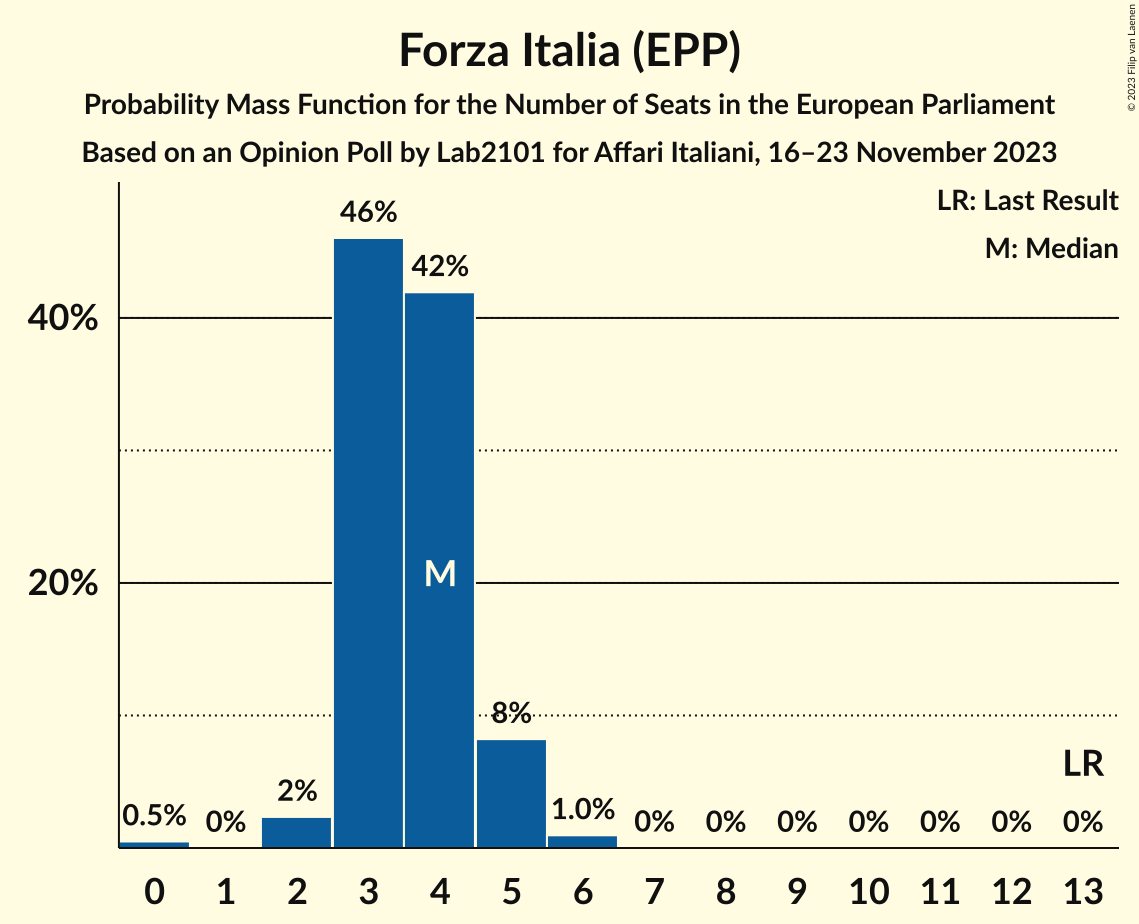 Forza Italia (EPP)
Probability Mass Function for the Number of Seats in the European Parliament
Based on an Opinion Poll by Lab2101 for Affari Italiani, 16–23 November 2023
© 2023 Filip van Laenen
LR: Last Result
M: Median
46%
42%
40%
M
20%
8%
LR
0.5%
0%
2%
1.0%
0%
0%
0%
0%
0%
0%
0%
0 1 2 3 4 5 6 7 8 9 10 11 12 13